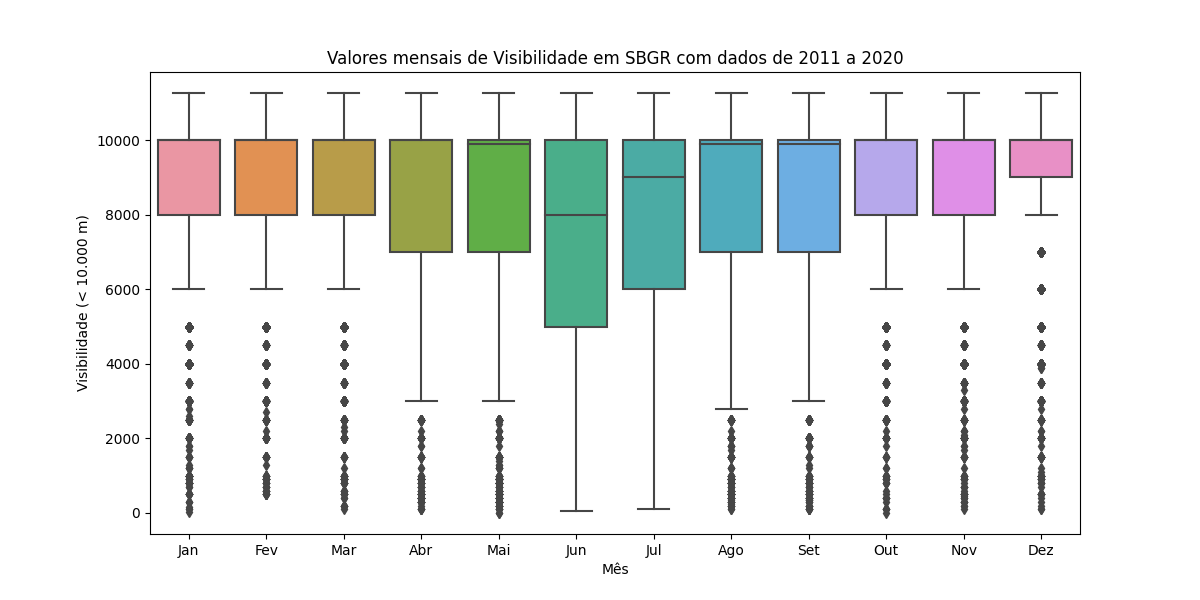 Valores mensais de Visibilidade em SBGR com dados de 2011 a 2020
Visibilidade (< 10.000 m)
10000
8000
6000
4000
2000
0
Jan Fev Mar Abr Mai Jun Jul Ago Set Out Nov Dez
Mês